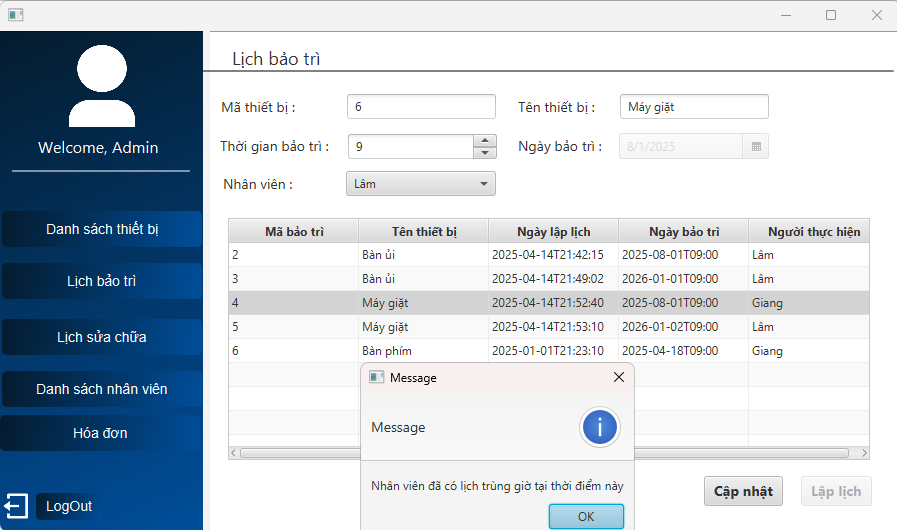 Welcome, Admin
Danh sách thiết bị
Lịch bảo trì
Lịch sửa chữa
Danh sách nhân viên
Hóa đơn
LogOut
Lịch bảo trì
Mã thiết bị : 6 Tên thiết bị : Máy giặt
Thời gian bảo trì : 9 Ngày bảo trì : 8/1/2025
Nhân viên : Lâm
Mã bảo trì Tên thiết bị Ngày lập lịch Ngày bảo trì Người thực hiện
2 Bàn ủi 2025-04-14T21:42:15 2025-08-01T09:00 Lâm
3 Bàn ủi 2025-04-14T21:49:02 2026-01-01T09:00 Lâm
4 Máy giặt 2025-04-14T21:52:40 2025-08-01T09:00 Giang
5 Máy giặt 2025-04-14T21:53:10 2026-01-02T09:00 Lâm
6 Bàn phím 2025-01-01T21:23:10 2025-04-18T09:00 Giang
Message
Message
Nhân viên đã có lịch trùng giờ tại thời điểm này
OK
Cập nhật Lập lịch